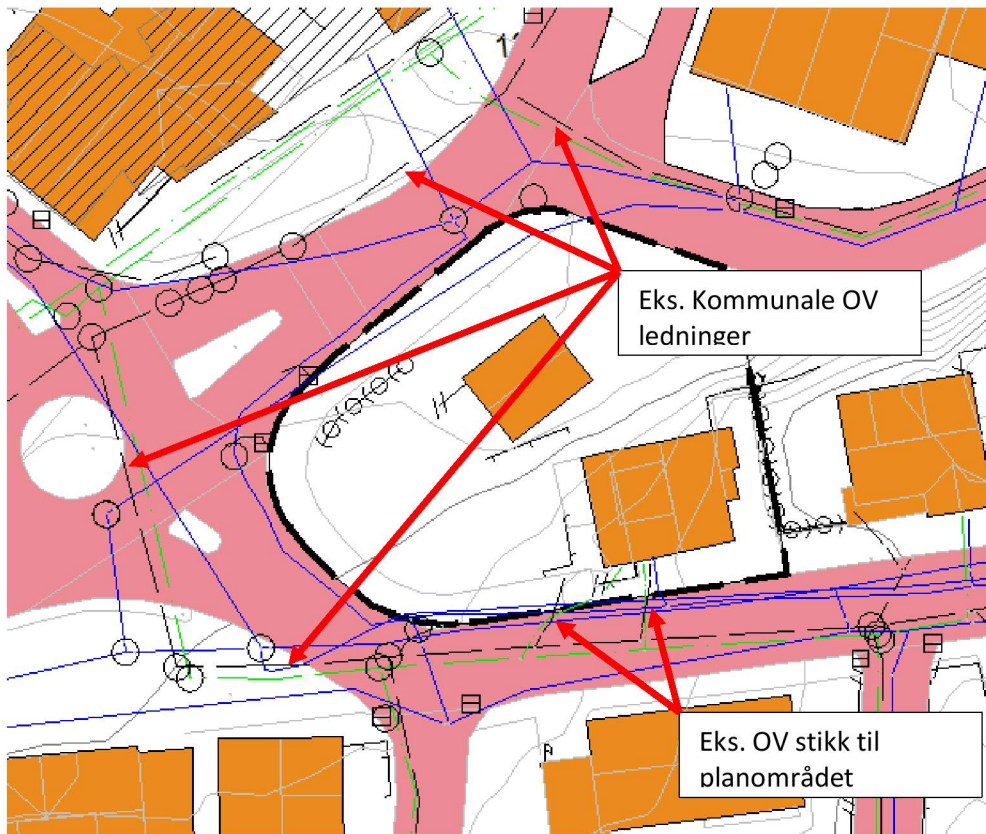 Eks. Kommunale OV
ledninger
Eks. OV stikk til
planområdet